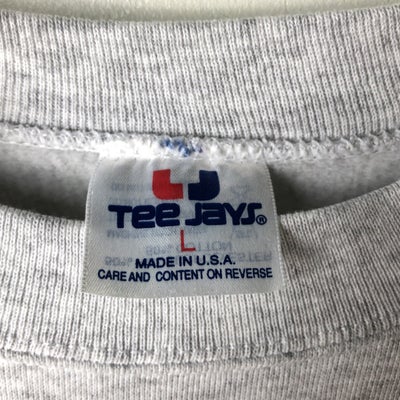 Tee Jays®
L
MADE IN U.S.A.
CARE AND CONTENT ON REVERSE